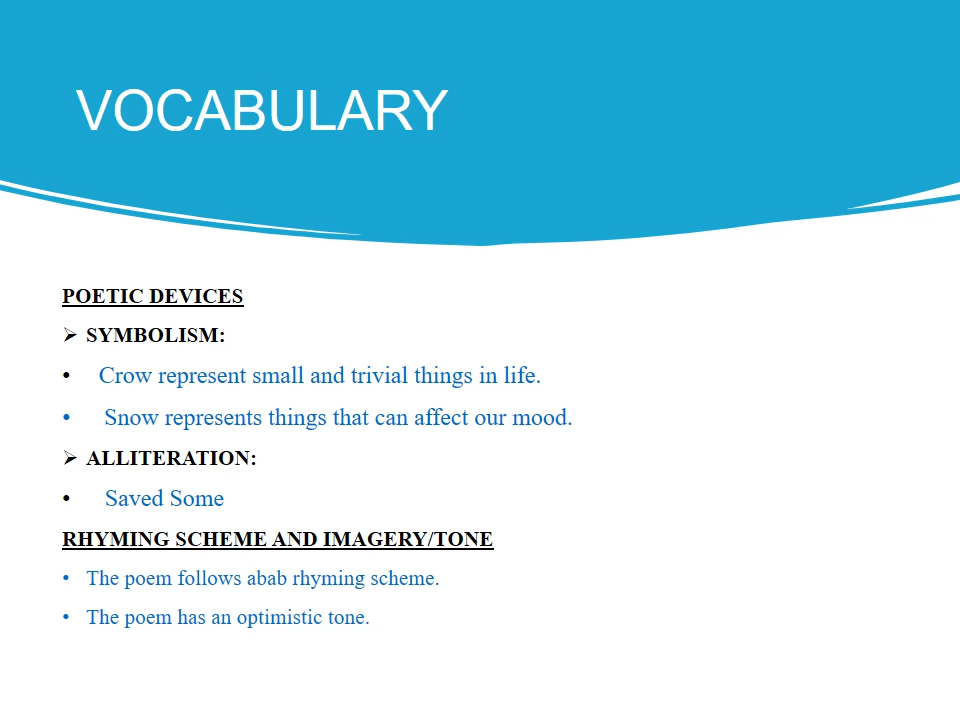 VOCABULARY
POETIC DEVICES
➢ SYMBOLISM:
• Crow represent small and trivial things in life.
• Snow represents things that can affect our mood.
➢ ALLITERATION:
• Saved Some
RHYMING SCHEME AND IMAGERY/TONE
• The poem follows abab rhyming scheme.
• The poem has an optimistic tone.